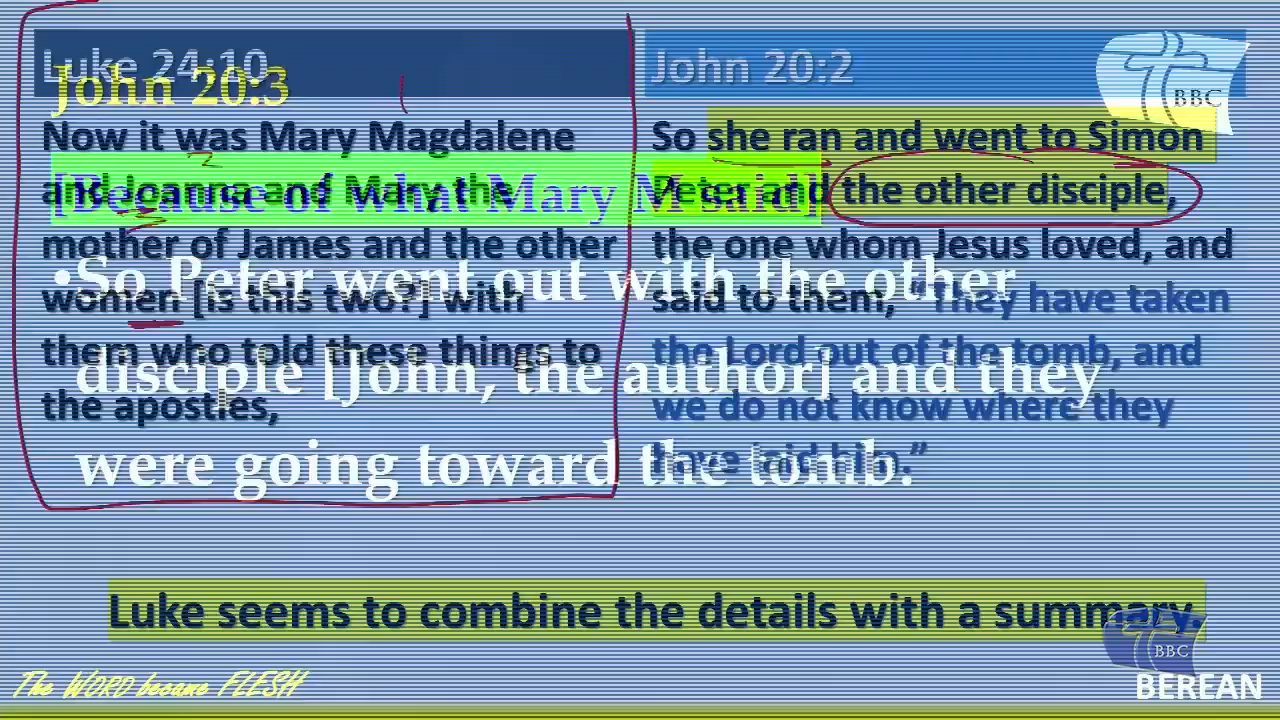 Luke 24:10
Now it was Mary Magdalene
and Joanna and Mary the
mother of James and the other
women [is this two?] with
them who told these things to
the apostles,
John 20:2
So she ran and went to Simon
Peter and the other disciple,
the one whom Jesus loved, and
said to them, “They have taken
the Lord out of the tomb, and
we do not know where they
have laid him.”
Luke seems to combine the details with a summary.
John 20:3
[Because of what Mary M said]
•So Peter went out with the other
disciple [John, the author] and they
were going toward the tomb.
BBC
BBC
The WORD became FLESH
BEREAN